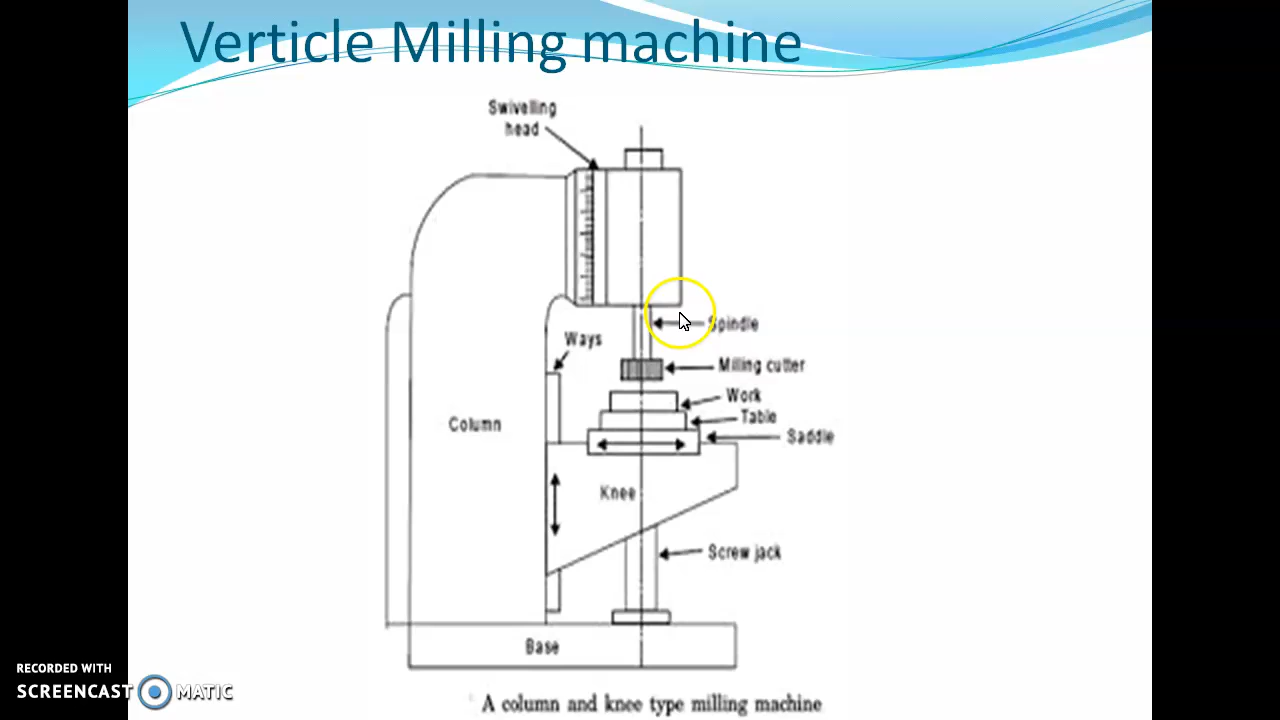 Verticle Milling machine
Swivelling
head
Spindle
Ways
Milling cutter
Work
Table
Column
Saddle
Knee
Screw jack
Base
RECORDED WITH
SCREENCAST MATIC
A column and knee type milling machine